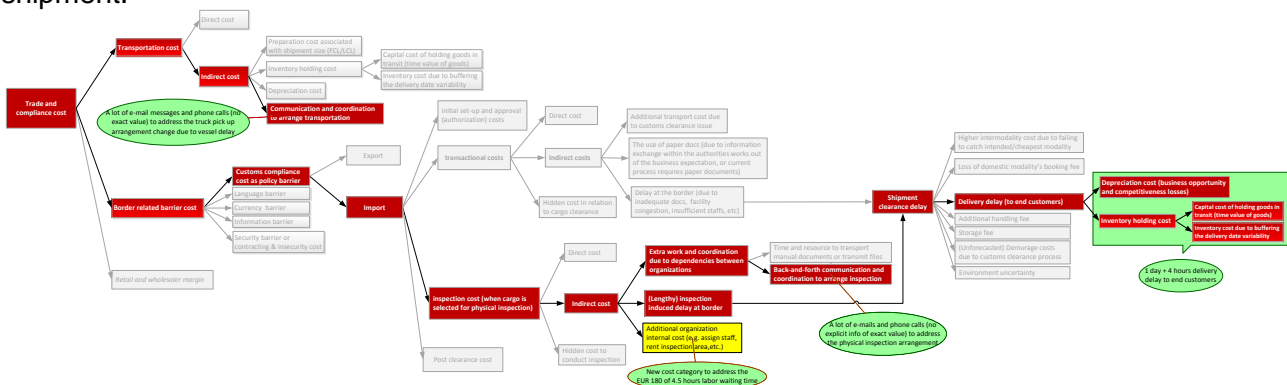 shipment.
Direct cost
Transportation cost
Preparation cost associated
with shipment size (FCL/LCL)
Indirect cost
Inventory holding cost
Capital cost of holding goods in
transit (time value of goods)
Inventory cost due to buffering
the delivery date variability
Depreciation cost
Trade and
compliance cost
A lot of e-mail messages and phone calls (no
exact value) to address the truck pick up
arrangement change due to vessel delay
Communication and coordination
to arrange transportation
Initial set-up and approval
(authorization) costs
Direct cost
Additional transport cost due
to customs clearance issue
Export
transactional costs
Indirect costs
The use of paper docs (due to information
exchange within the authorities works out
of the business expectation, or current
process requires paper documents)
Customs compliance
cost as policy barrier
Language barrier
Border related barrier cost
Currency barrier
Information barrier
Security barrier or
contracting & insecurity cost
Import
Hidden cost in relation
to cargo clearance
Delay at the border (due to
inadequate docs, facility
congestion, insufficient staffs, etc)
Retail and wholesaler margin
Higher intermodality cost due to failing
to catch intended/cheapest modality
Loss of domestic modality's booking fee
Shipment
clearance delay
Delivery delay (to end customers)
Additional handling fee
Storage fee
(Unforecasted) Demurrage costs
due to customs clearance process
Environment uncertainty
Depreciation cost (business opportunity
and competitiveness losses)
Inventory holding cost
Capital cost of holding goods in
transit (time value of goods)
Inventory cost due to buffering
the delivery date variability
1 day + 4 hours delivery
delay to end customers
Direct cost
Extra work and coordination
due to dependencies between
organizations
Time and resource to transport
manual documents or transmit files
Back-and-forth communication and
coordination to arrange inspection
Inspection cost (when cargo is
selected for physical inspection)
Indirect cost
(Lengthy) inspection
induced delay at border
Additional organization
internal cost (e.g. assign staff,
rent inspection area,etc.)
A lot of e-mails and phone calls (no
explicit info of exact value) to address
the physical inspection arrangement
Post clearance cost
Hidden cost to
conduct inspection
New cost category to address the
EUR 180 of 4.5 hours labor waiting time